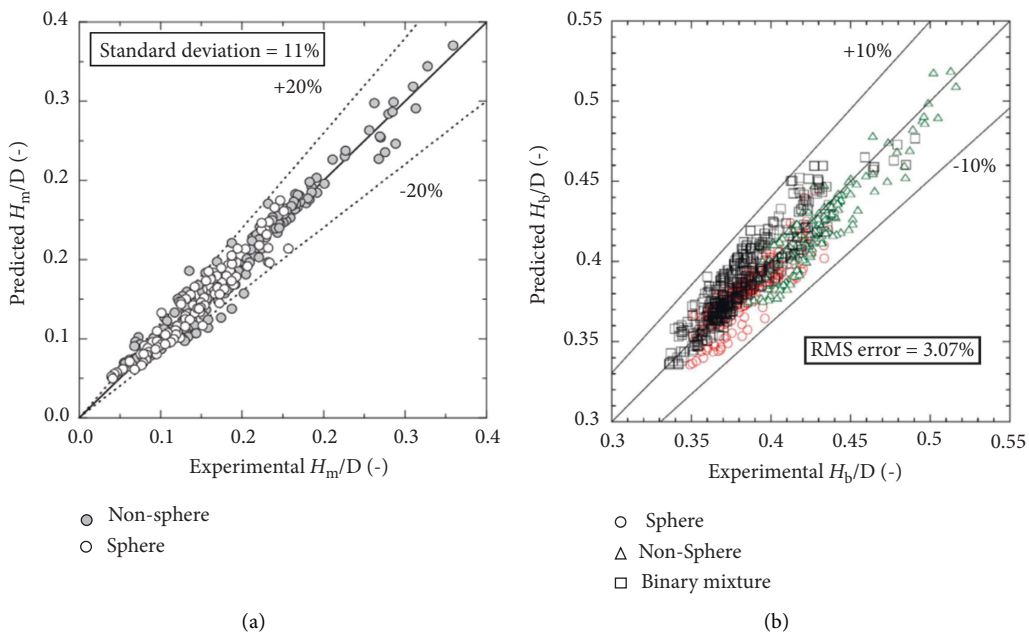 0.4
0.3
0.2
0.2
0.1
0.0
Predicted Hm/D (-)
Standard deviation = 11%
+20%
-20%
0.0
0.1
0.2
0.2
0.3
0.4
Experimental Hm/D (-)
Non-sphere
Sphere
(a)
0.55
0.5
0.45
0.4
0.35
0.3
Predicted Hb/D (-)
+10%
-10%
RMS error = 3.07%
0.3
0.35
0.4
0.45
0.5
0.55
Experimental Hb/D (-)
Sphere
Non-Sphere
Binary mixture
(b)